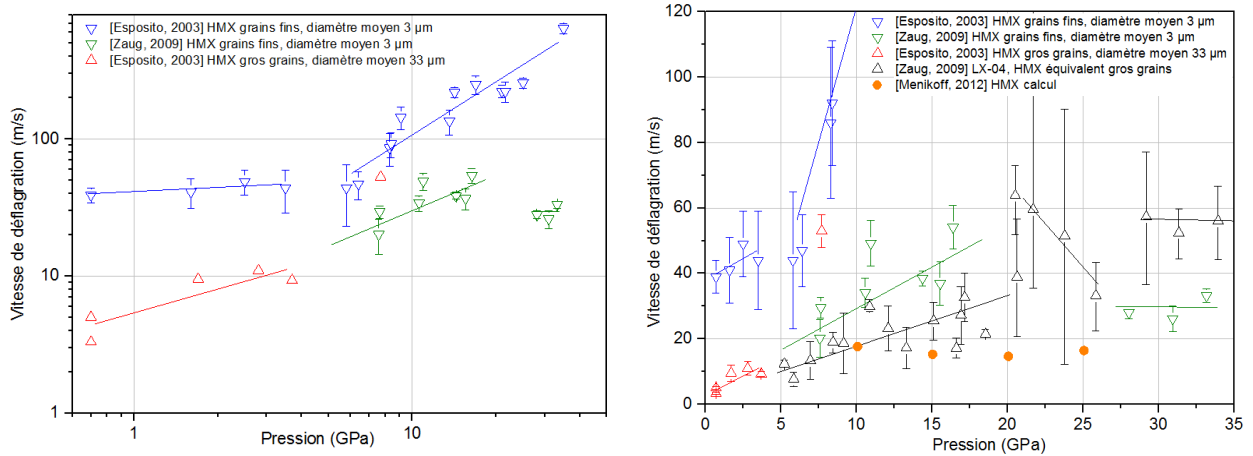 [Esposito, 2003] HMX grains fins, diamètre moyen 3 µm
[Zaug, 2009] HMX grains fins, diamètre moyen 3 µm
[Esposito, 2003] HMX gros grains, diamètre moyen 33 µm
Vitesse de déflagration (m/s)
100
10
1
1
10
Pression (GPa)
[Esposito, 2003] HMX grains fins, diamètre moyen 3 µm
[Zaug, 2009] HMX grains fins, diamètre moyen 3 µm
[Esposito, 2003] HMX gros grains, diamètre moyen 33 µm
[Zaug, 2009] LX-04, HMX équivalent gros grains
[Menikoff, 2012] HMX calcul
Vitesse de déflagration (m/s)
120
100
80
60
40
20
0
0 5 10 15 20 25 30 35
Pression (GPa)